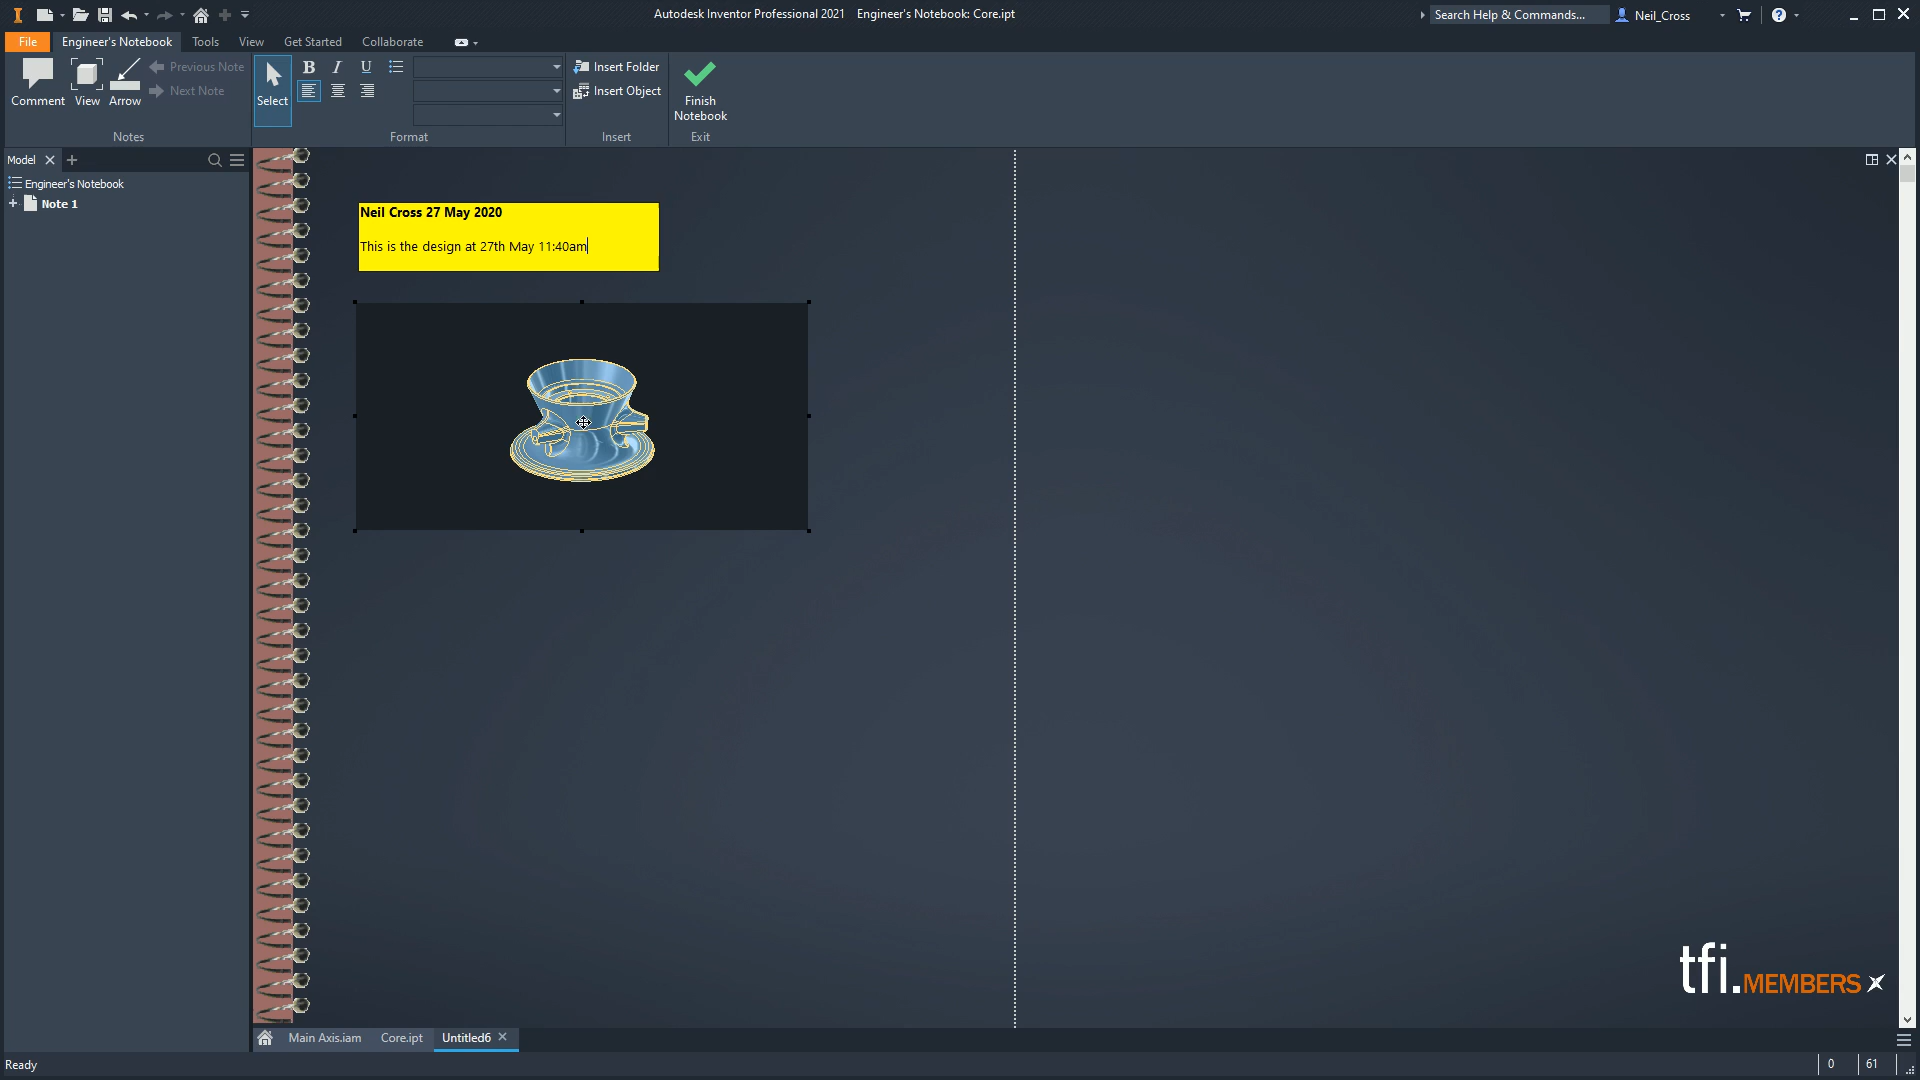 Autodesk Inventor Professional 2021 Engineer's Notebook: Core.ipt
Search Help & Commands...
Neil_Cross
File Engineer's Notebook Tools View Get Started Collaborate
Comment View Arrow
Previous Note
Next Note
Notes
Select
B I U
Format
Insert Folder
Insert Object
Insert
Finish
Notebook
Exit
Model
Engineer's Notebook
Note 1
Neil Cross 27 May 2020
This is the design at 27th May 11:40am
tfi.MEMBERS
Main Axis.iam Core.ipt Untitled6
Ready
0 61